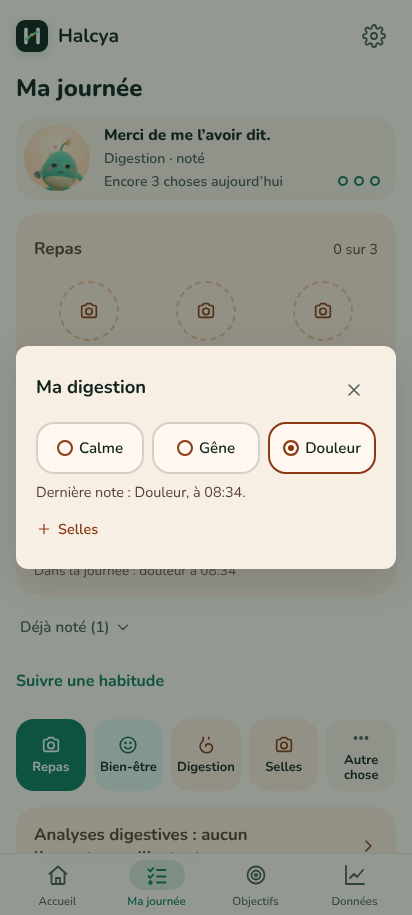 Halcya
Ma journée
Merci de me l’avoir dit.
Digestion · noté
Encore 3 choses aujourd’hui
Repas
0 sur 3
Ma digestion
Calme
Gêne
Douleur
Dernière note : Douleur, à 08:34.
Selles
Dans la journée : douleur à 08:34
Déjà noté (1)
Suivre une habitude
Repas
Bien-être
Digestion
Selles
Autre
chose
Analyses digestives : aucun
Accueil
Ma journée
Objectifs
Données